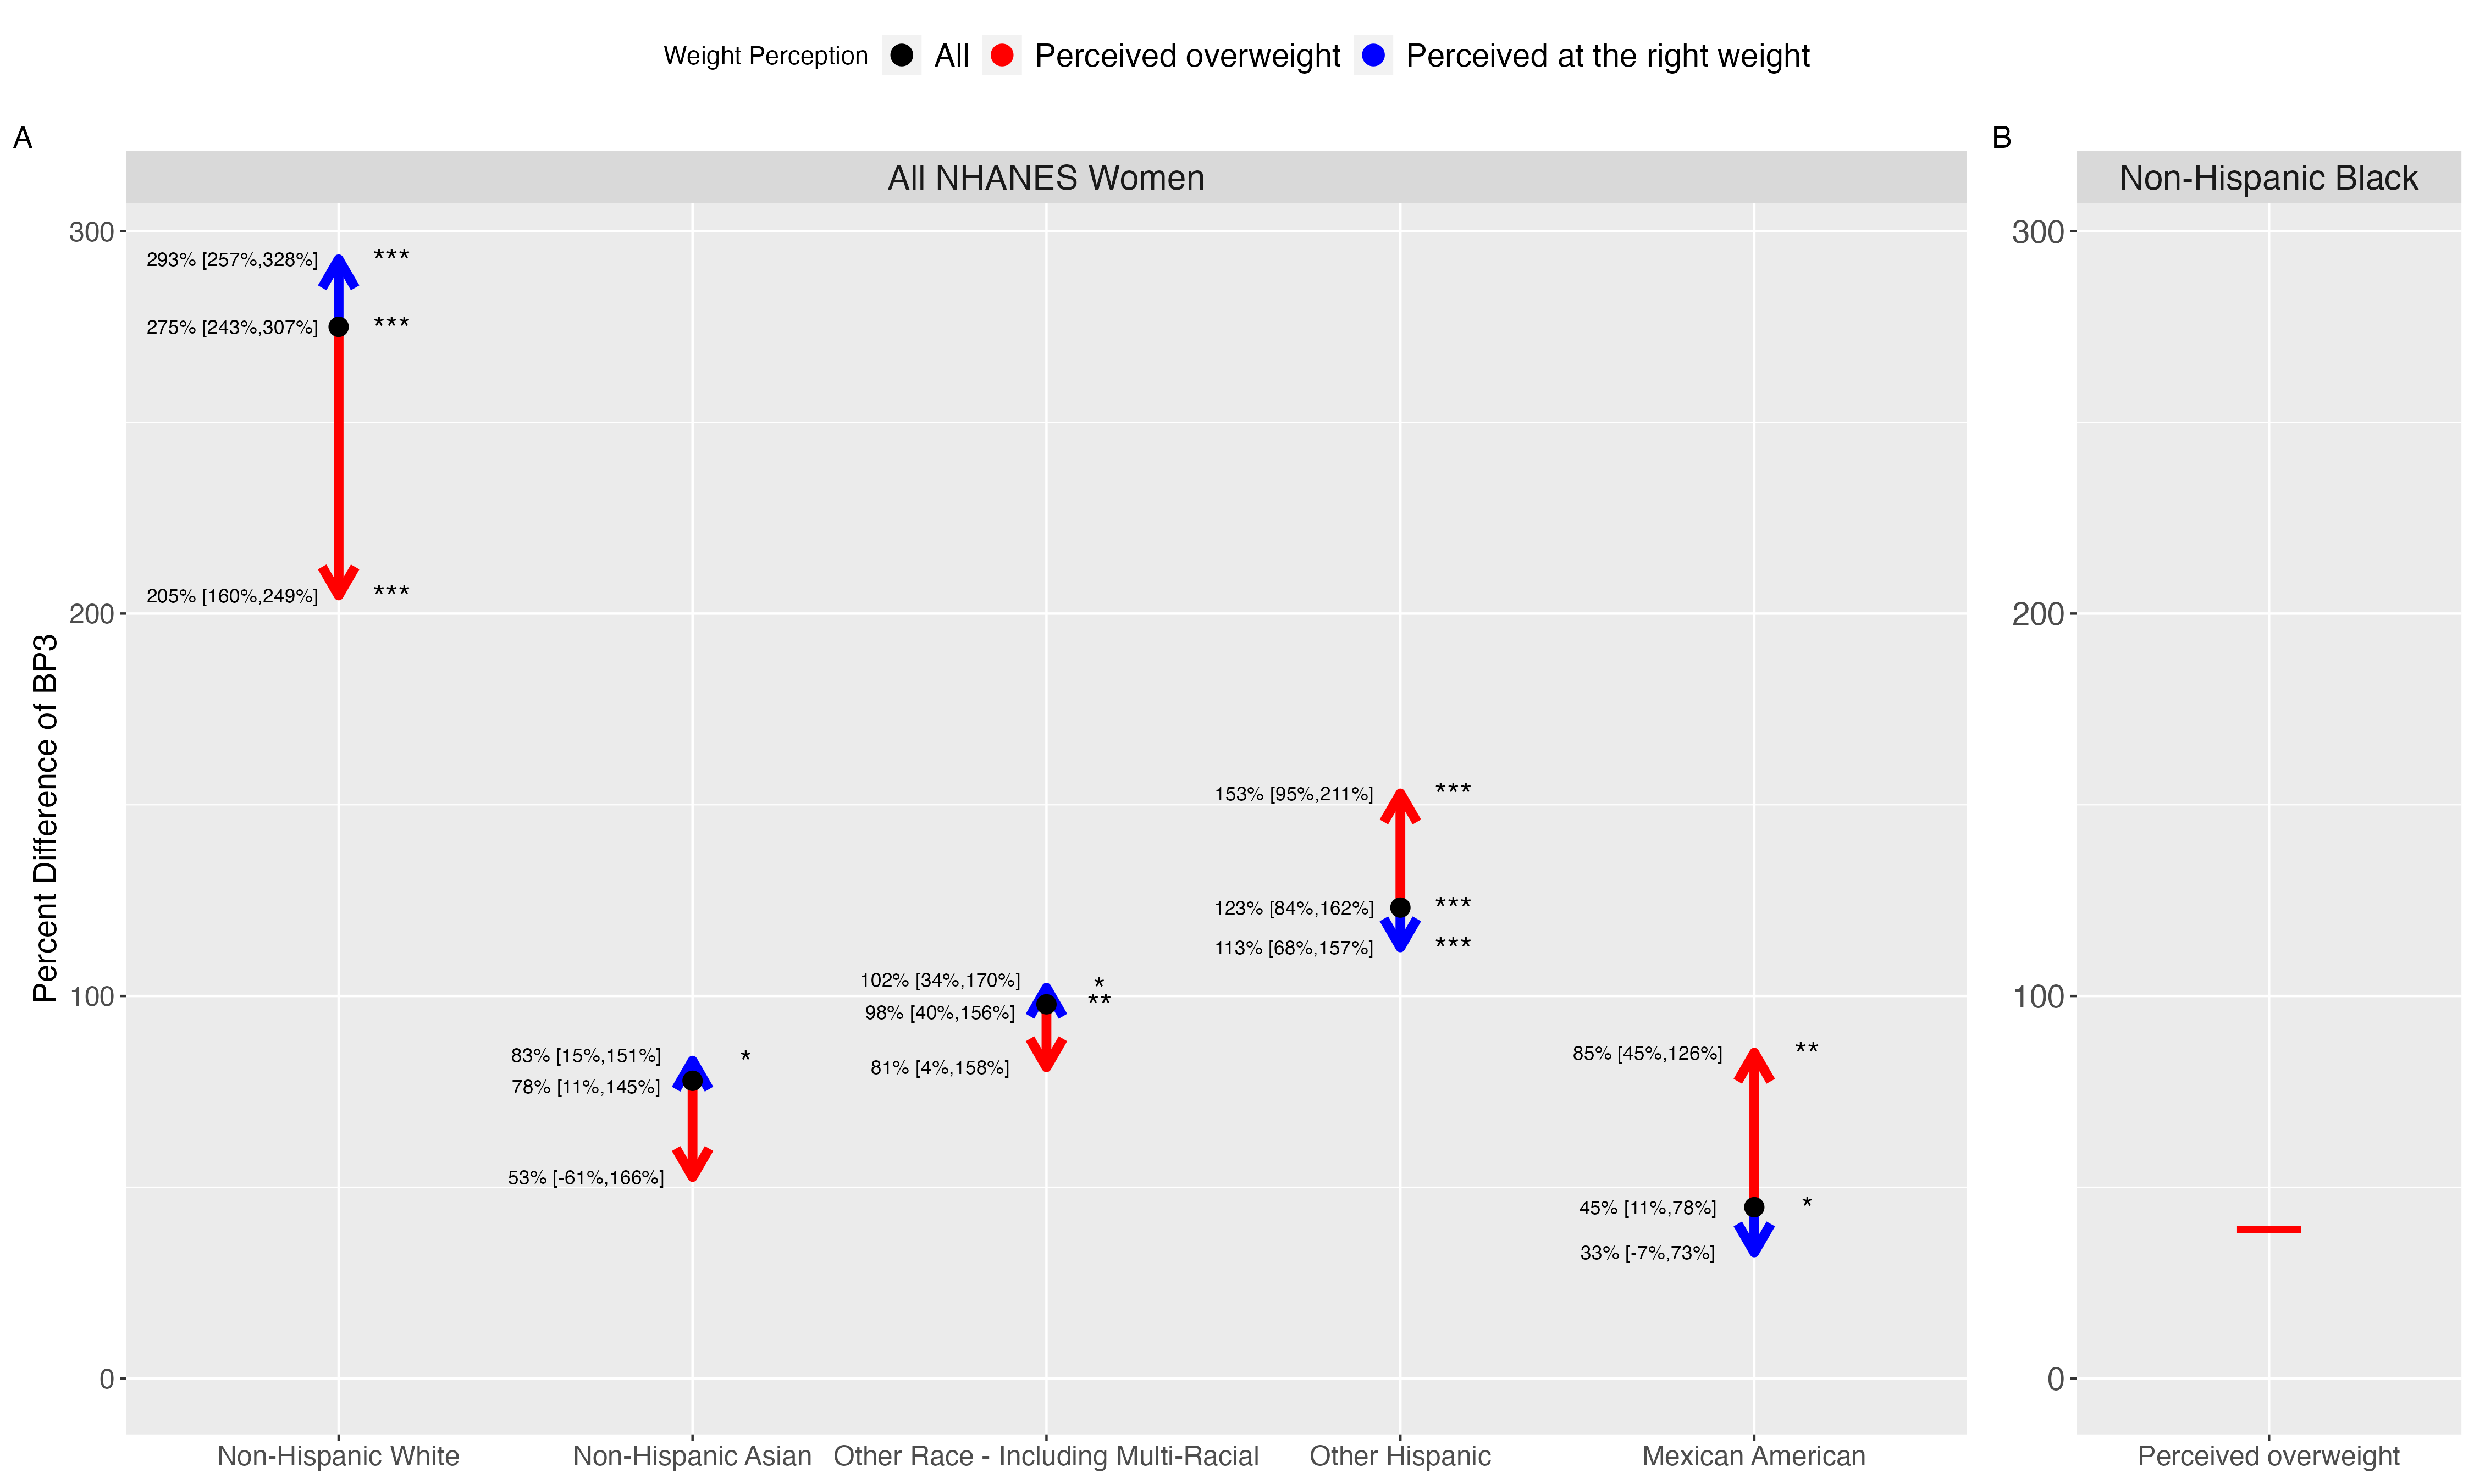 Weight Perception All Perceived overweight Perceived at the right weight
A
B
All NHANES Women
Non-Hispanic Black
Percent Difference of BP3
300
200
100
0
293% [257%,328%] ***
275% [243%,307%] ***
205% [160%,249%] ***
83% [15%,151%] *
78% [11%,145%]
53% [-61%,166%]
102% [34%,170%] *
98% [40%,156%] **
81% [4%,158%]
153% [95%,211%] ***
123% [84%,162%] ***
113% [68%,157%] ***
85% [45%,126%] **
45% [11%,78%] *
33% [-7%,73%]
Non-Hispanic White
Non-Hispanic Asian
Other Race - Including Multi-Racial
Other Hispanic
Mexican American
300
200
100
0
Perceived overweight